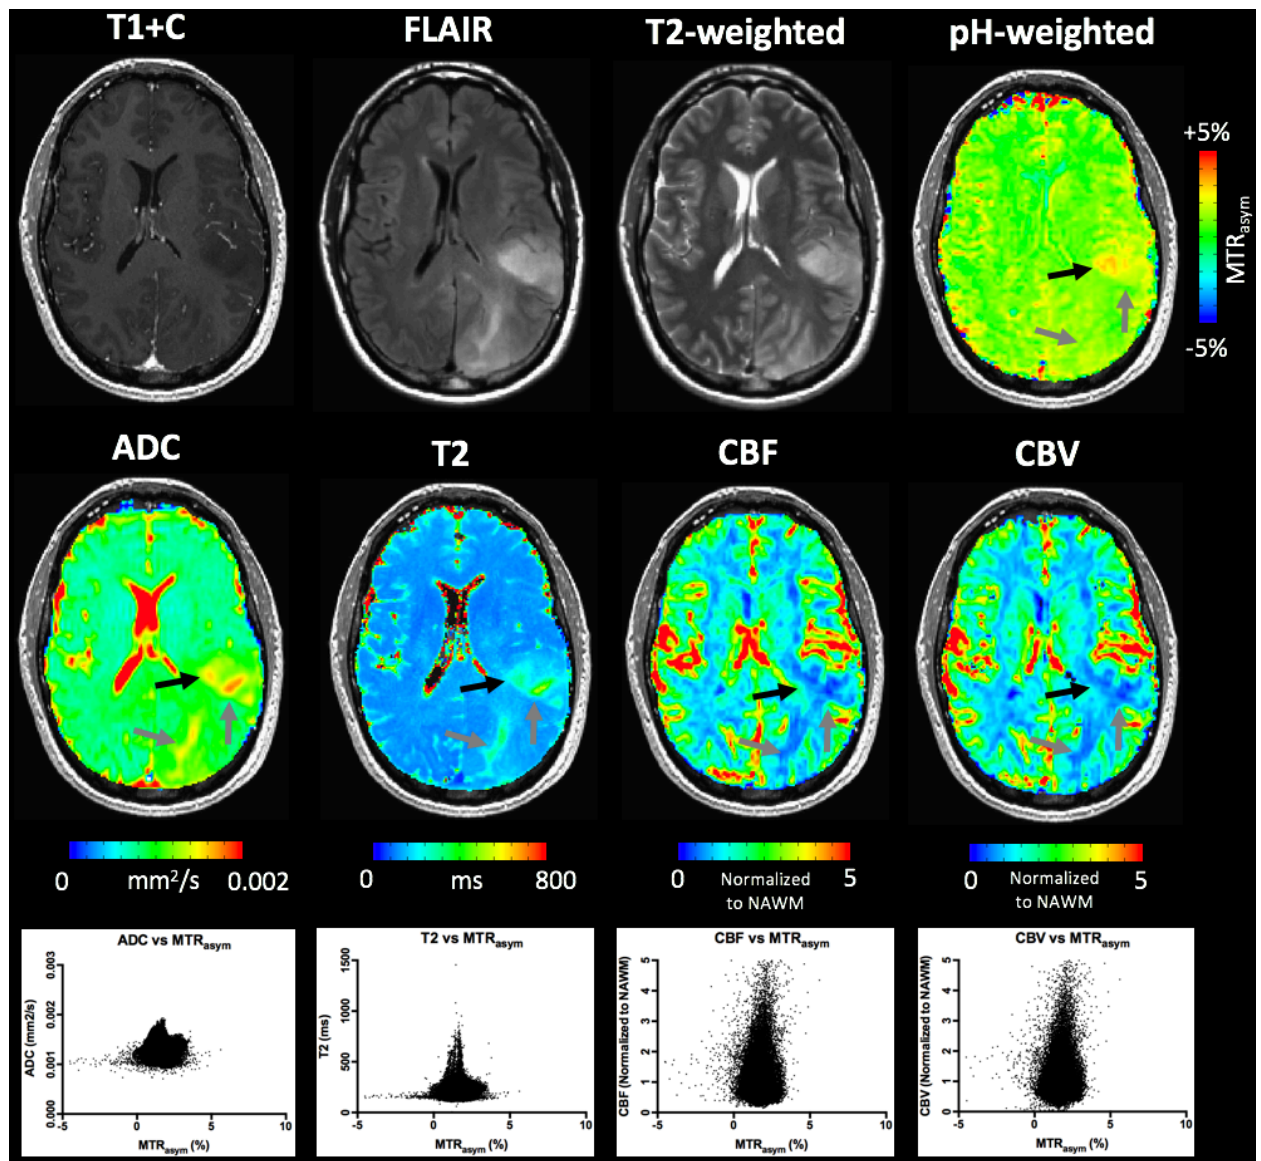 T1+C FLAIR T2-weighted pH-weighted
+5%
MTRasym
-5%
ADC T2 CBF CBV
0 mm2/s 0.002
0 ms 800
0 Normalized to NAWM 5
0 Normalized to NAWM 5
ADC vs MTRasym
ADC (mm2/s)
0.003
0.002
0.001
0.000
-5 0 5 10
MTRasym (%)
T2 vs MTRasym
T2 (ms)
1500
1000
500
0
-5 0 5 10
MTRasym (%)
CBF vs MTRasym
CBF (Normalized to NAWM)
5
4
3
2
1
0
-5 0 5 10
MTRasym (%)
CBV vs MTRasym
CBV (Normalized to NAWM)
5
4
3
2
1
0
-5 0 5 10
MTRasym (%)